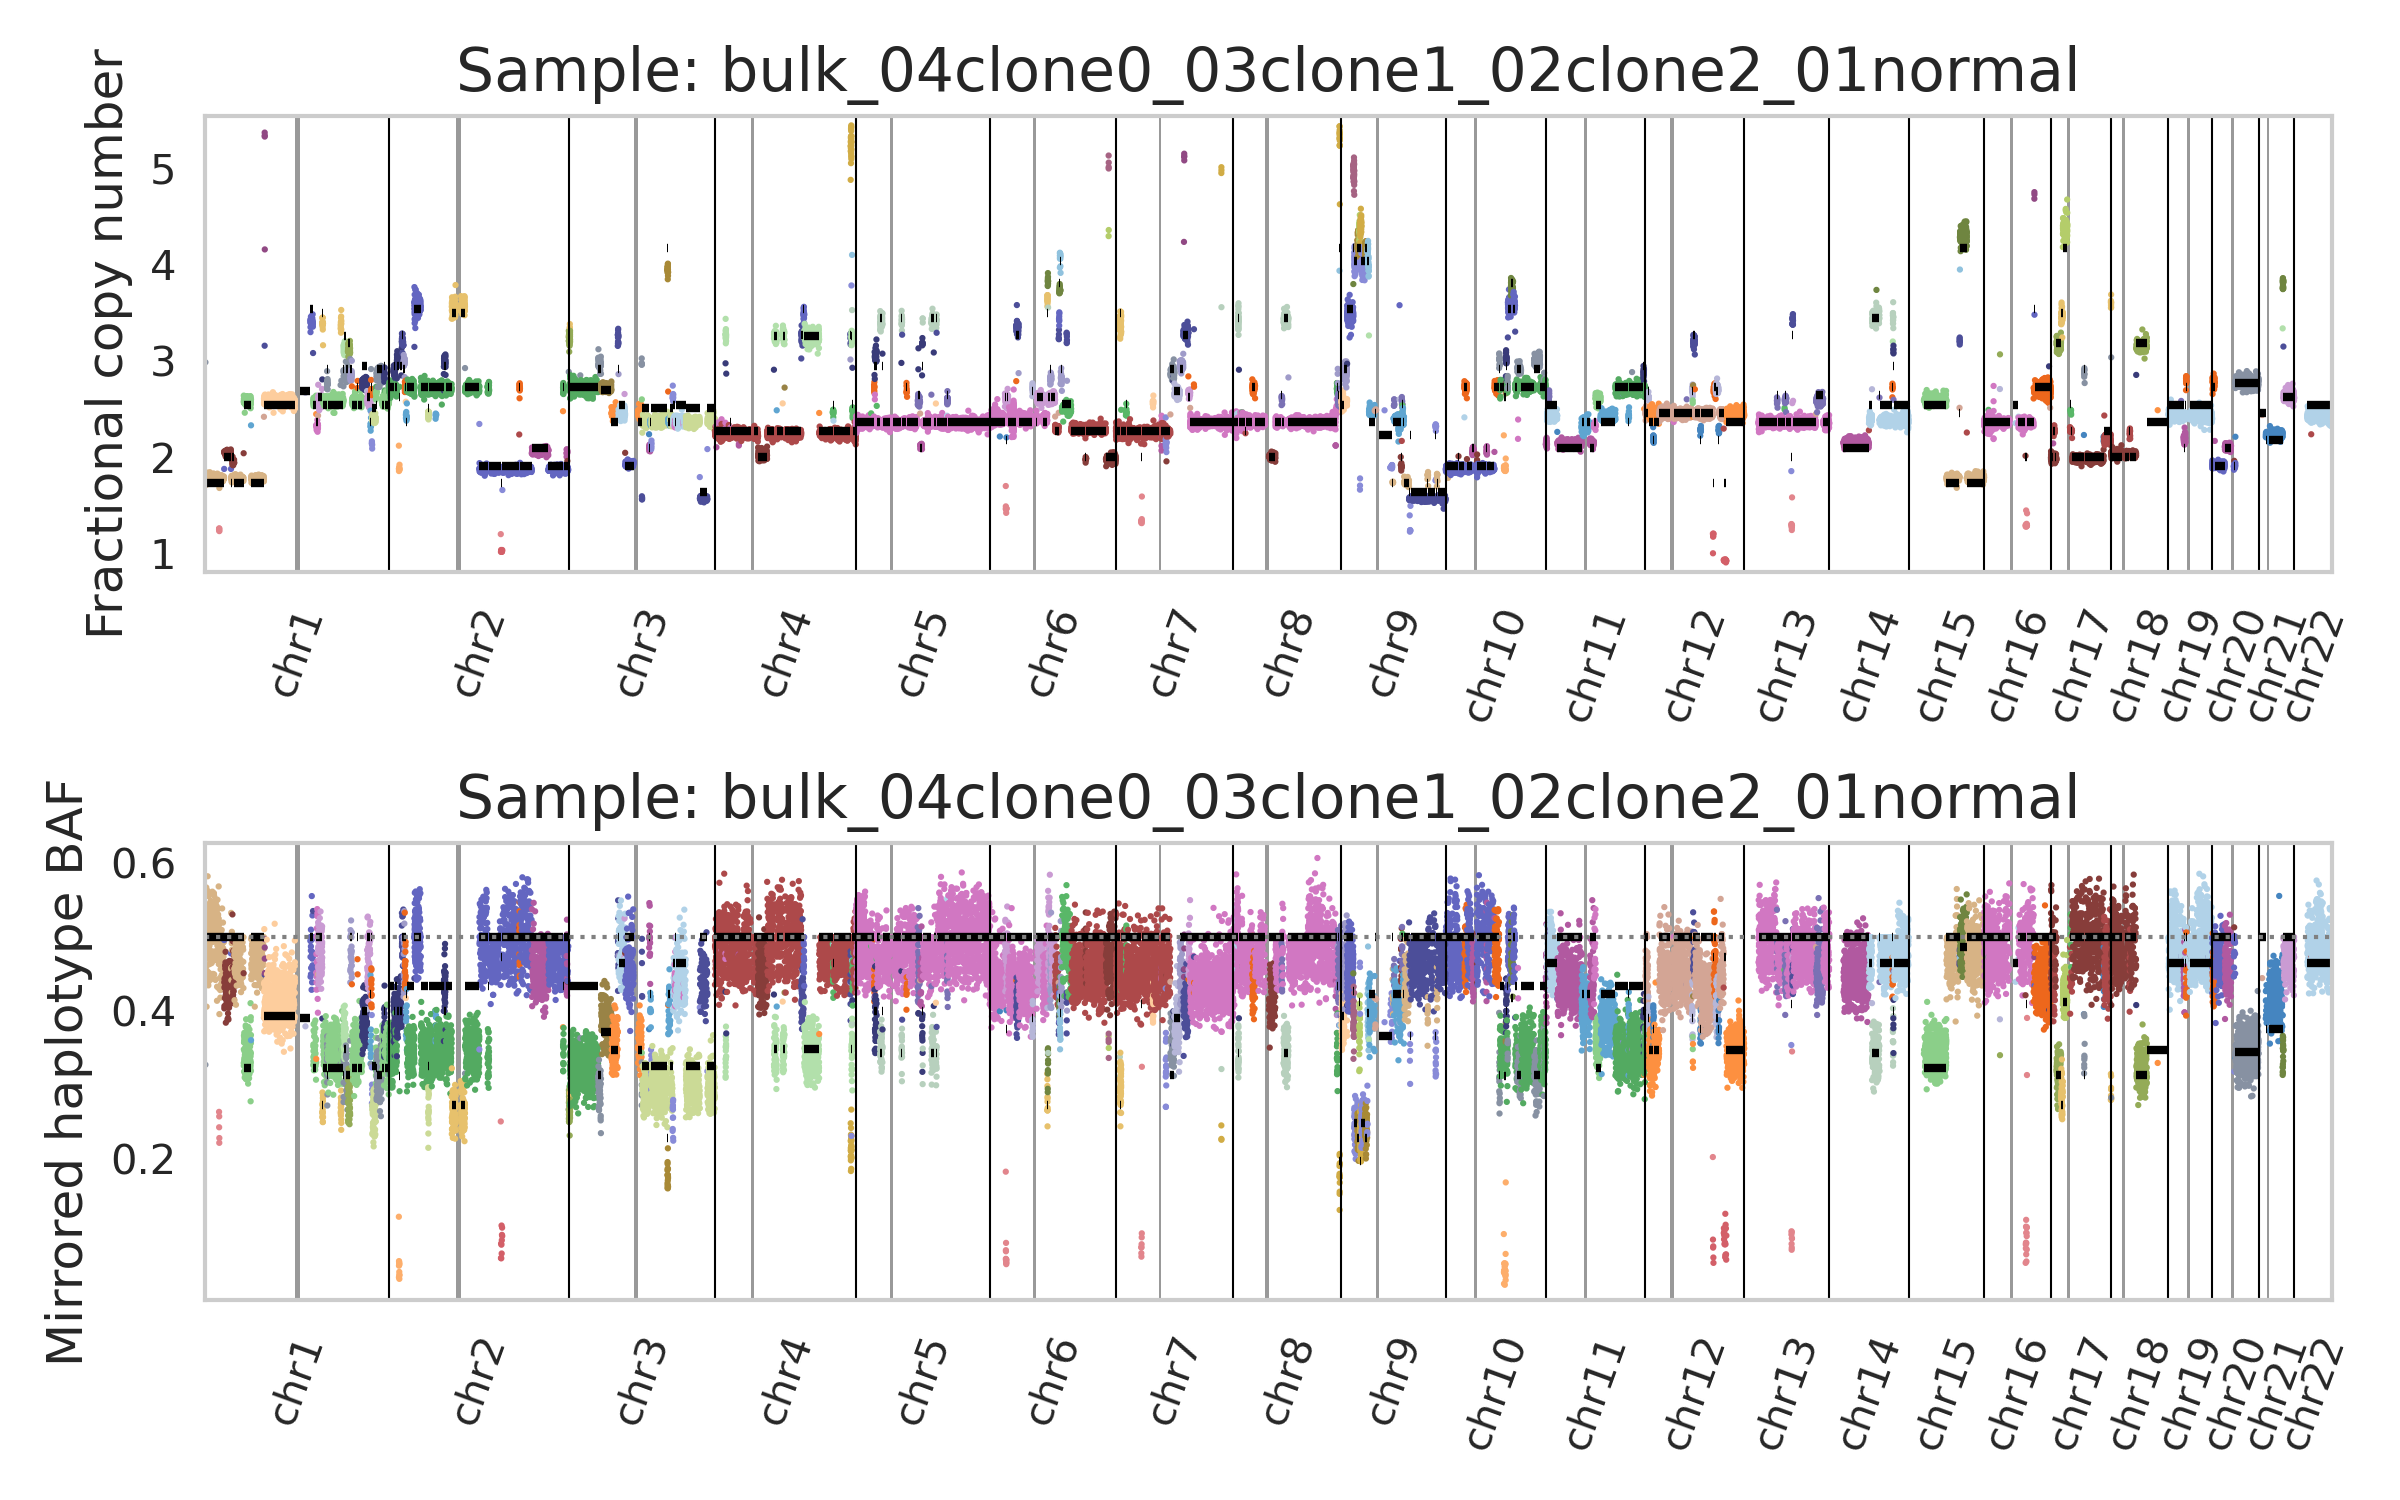 Sample: bulk_04clone0_03clone1_02clone2_01normal
Fractional copy number
5
4
3
2
1
chr1
chr2
chr3
chr4
chr5
chr6
chr7
chr8
chr9
chr10
chr11
chr12
chr13
chr14
chr15
chr16
chr17
chr18
chr19
chr20
chr21
chr22
Sample: bulk_04clone0_03clone1_02clone2_01normal
Mirrored haplotype BAF
0.6
0.4
0.2
chr1
chr2
chr3
chr4
chr5
chr6
chr7
chr8
chr9
chr10
chr11
chr12
chr13
chr14
chr15
chr16
chr17
chr18
chr19
chr20
chr21
chr22